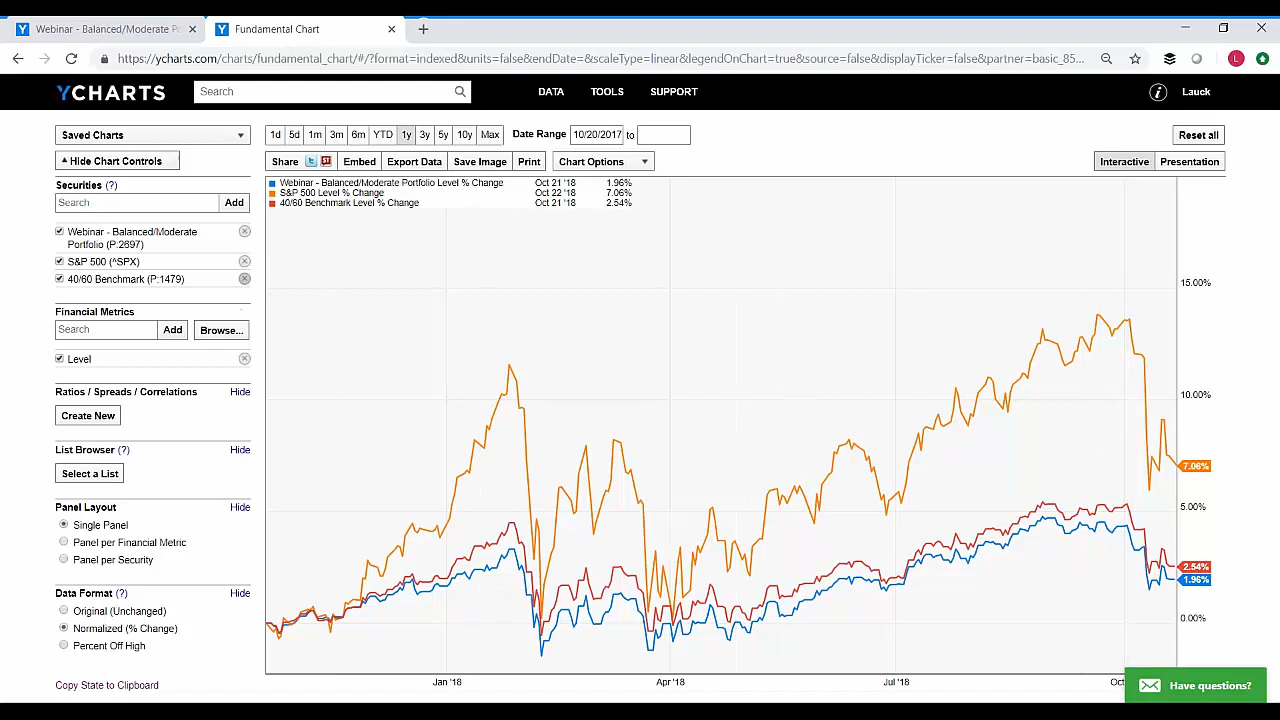 Webinar - Balanced/Moderate Po
Fundamental Chart
https://ycharts.com/charts/fundamental_chart/#/?format=indexed&units=false&endDate=&scaleType=linear&legendOnChart=true&source=false&displayTicker=false&partner=basic_85...
L
YCHARTS
Search
DATA
TOOLS
SUPPORT
Lauck
Saved Charts
1d 5d 1m 3m 6m YTD 1y 3y 5y 10y Max
Date Range 10/20/2017 to
Reset all
Hide Chart Controls
Share Embed Export Data Save Image Print Chart Options
Interactive Presentation
Securities (?)
Search Add
Webinar - Balanced/Moderate
Portfolio (P:2697)
S&P 500 (^SPX)
40/60 Benchmark (P:1479)
Financial Metrics
Search Add Browse...
Level
Ratios / Spreads / Correlations Hide
Create New
List Browser (?) Hide
Select a List
Panel Layout Hide
Single Panel
Panel per Financial Metric
Panel per Security
Data Format (?) Hide
Original (Unchanged)
Normalized (% Change)
Percent Off High
Copy State to Clipboard
Webinar - Balanced/Moderate Portfolio Level % Change Oct 21 '18 1.96%
S&P 500 Level % Change Oct 22 '18 7.06%
40/60 Benchmark Level % Change Oct 21 '18 2.54%
15.00%
10.00%
7.06%
5.00%
2.54%
1.96%
0.00%
Jan '18 Apr '18 Jul '18 Oct
Have questions?